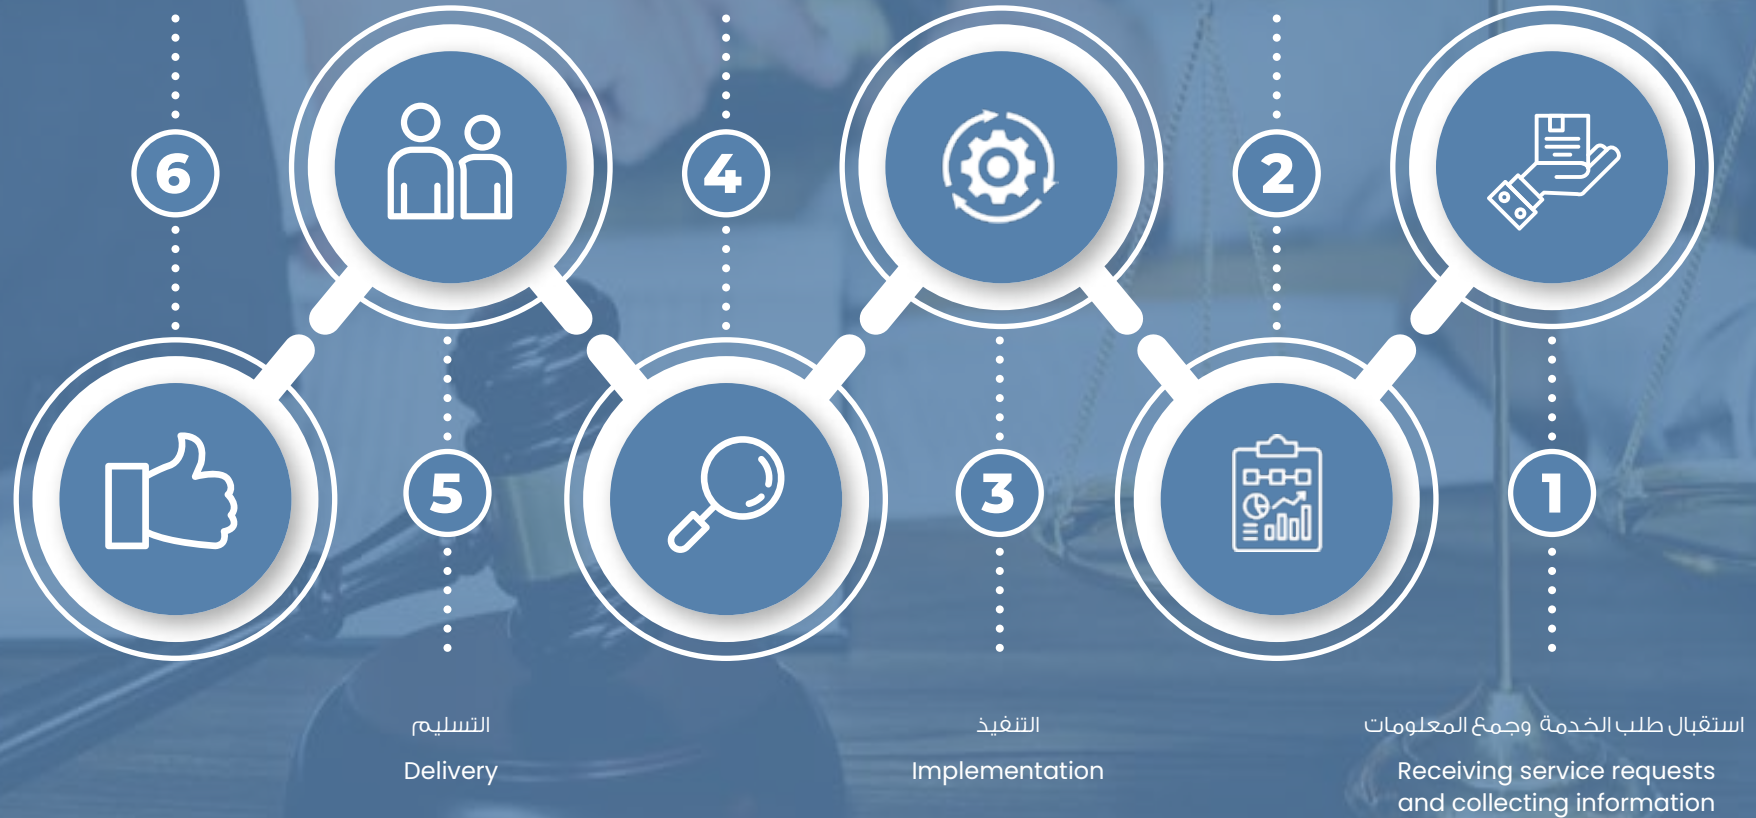 6
4
2
5
3
1
استقبال طلب الخدمة وجمع المعلومات
Receiving service requests
and collecting information
التنفيذ
Implementation
التسليم
Delivery